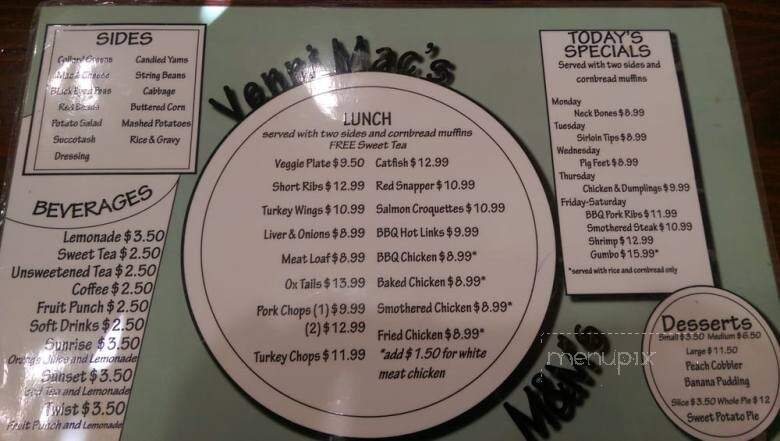 SIDES
Collard Greens Candied Yams
Mac & Cheese String Beans
Black Eyed Peas Cabbage
Red Beans Buttered Corn
Potato Salad Mashed Potatoes
Succotash Rice & Gravy
Dressing
BEVERAGES
Lemonade $3.50
Sweet Tea $2.50
Unsweetened Tea $2.50
Coffee $2.50
Fruit Punch $2.50
Soft Drinks $2.50
Sunrise $3.50
Orange Juice and Lemonade
Sunset $3.50
Iced Tea and Lemonade
Twist $3.50
Fruit Punch and Lemonade
Mac's
LUNCH
served with two sides and cornbread muffins
FREE Sweet Tea
Veggie Plate $9.50 Catfish $12.99
Short Ribs $12.99 Red Snapper $10.99
Turkey Wings $10.99 Salmon Croquettes $10.99
Liver & Onions $8.99 BBQ Hot Links $9.99
Meat Loaf $8.99 BBQ Chicken $8.99*
Ox Tails $13.99 Baked Chicken $8.99*
Pork Chops (1) $9.99 Smothered Chicken $8.99*
(2) $12.99 Fried Chicken $8.99*
Turkey Chops $11.99 *add $1.50 for white
meat chicken
M&M's
TODAY'S
SPECIALS
Served with two sides and
cornbread muffins
Monday
Neck Bones $8.99
Tuesday
Sirloin Tips $8.99
Wednesday
Pig Feet $8.99
Thursday
Chicken & Dumplings $9.99
Friday-Saturday
BBQ Pork Ribs $11.99
Smothered Steak $10.99
Shrimp $12.99
Gumbo $15.99*
*served with rice and cornbread only
Desserts
Small $3.50 Medium $6.50
Large $11.50
Peach Cobbler
Banana Pudding
Slice $3.50 Whole Pie $12
Sweet Potato Pie
menupix